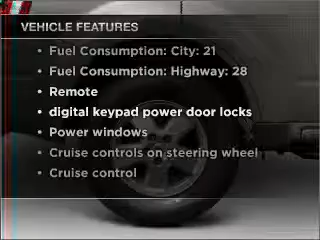 VEHICLE FEATURES
• Fuel Consumption: City: 21
• Fuel Consumption: Highway: 28
• Remote
• digital keypad power door locks
• Power windows
• Cruise controls on steering wheel
• Cruise control